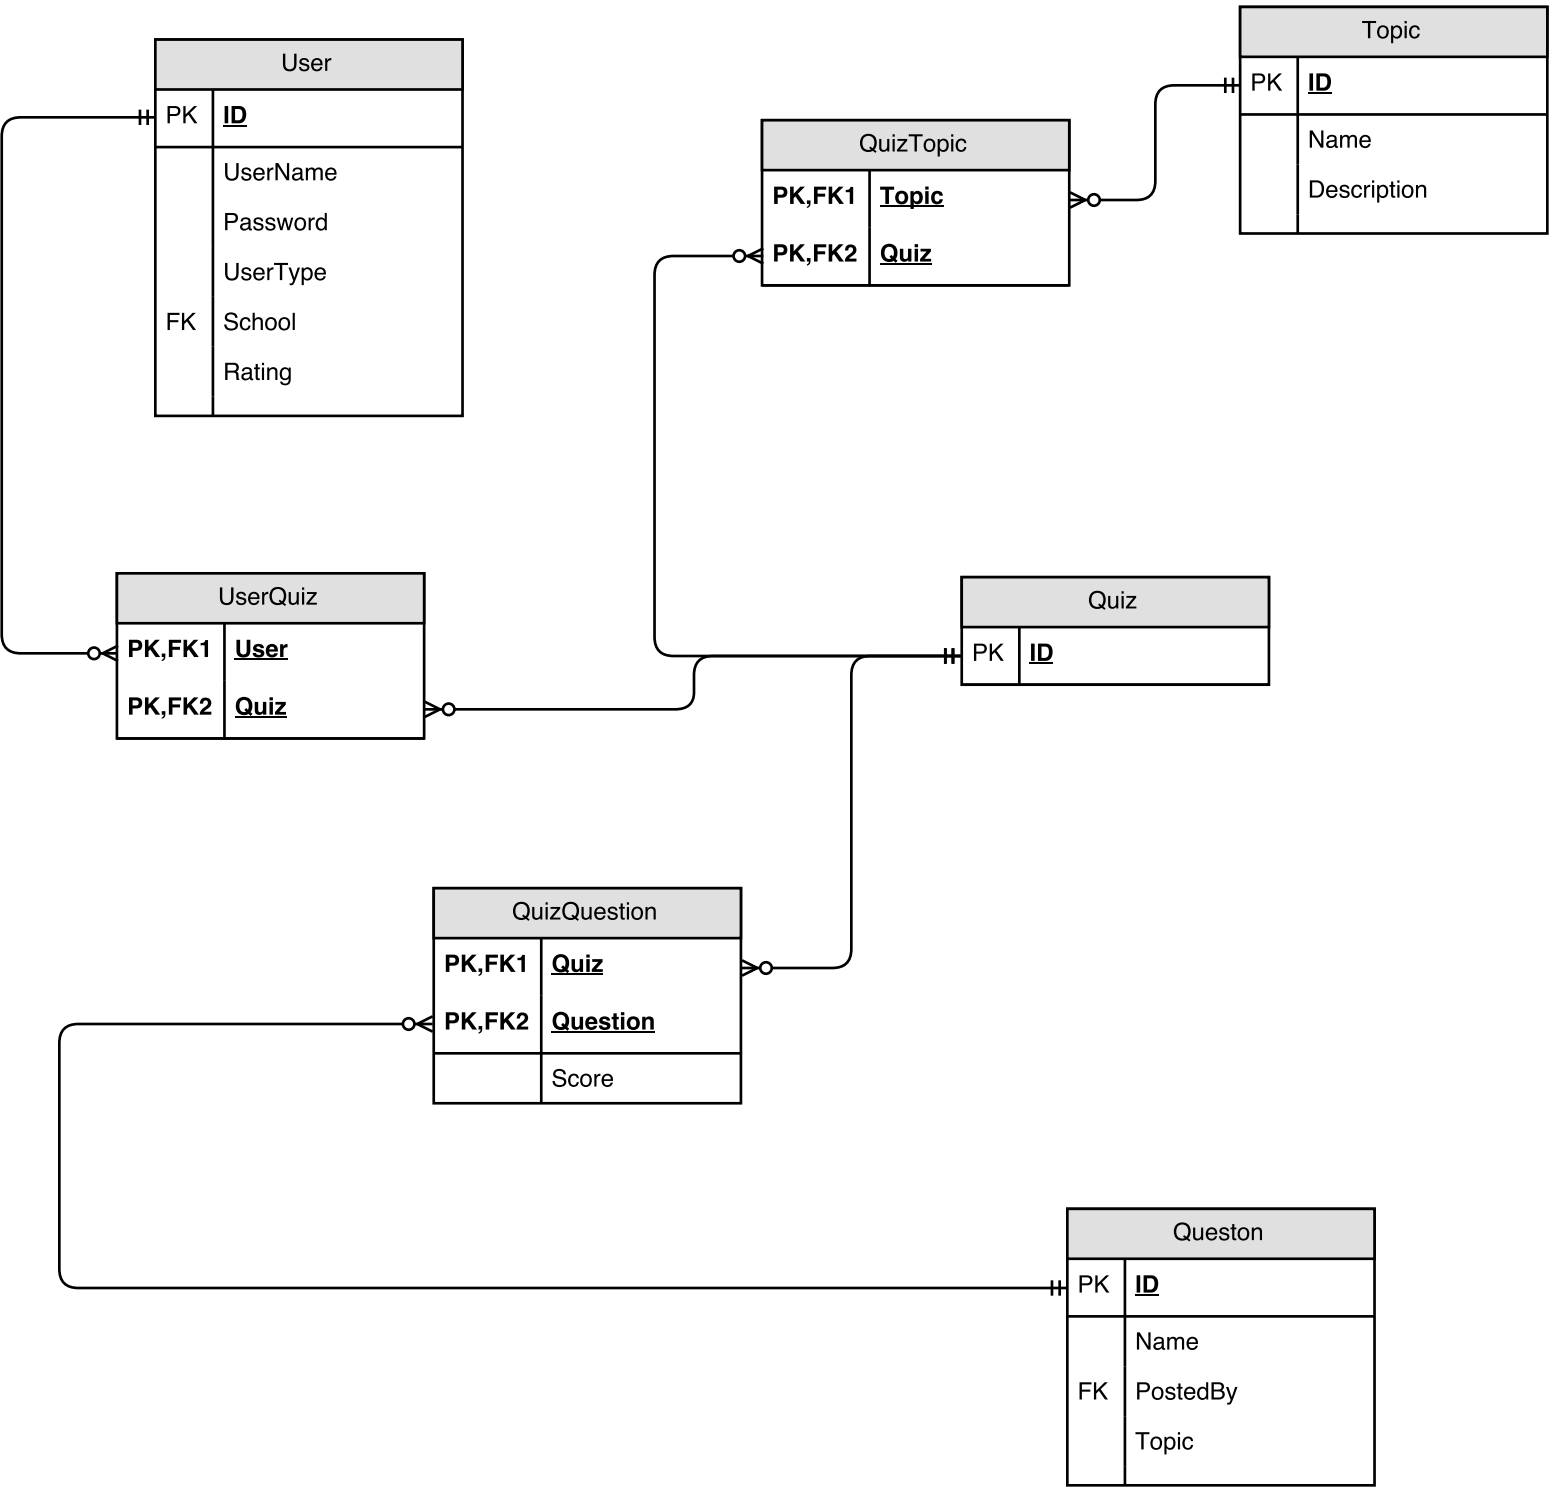 User
PK ID
UserName
Password
UserType
FK School
Rating
Topic
PK ID
Name
Description
QuizTopic
PK,FK1 Topic
PK,FK2 Quiz
UserQuiz
PK,FK1 User
PK,FK2 Quiz
Quiz
PK ID
QuizQuestion
PK,FK1 Quiz
PK,FK2 Question
Score
Queston
PK ID
Name
FK PostedBy
Topic